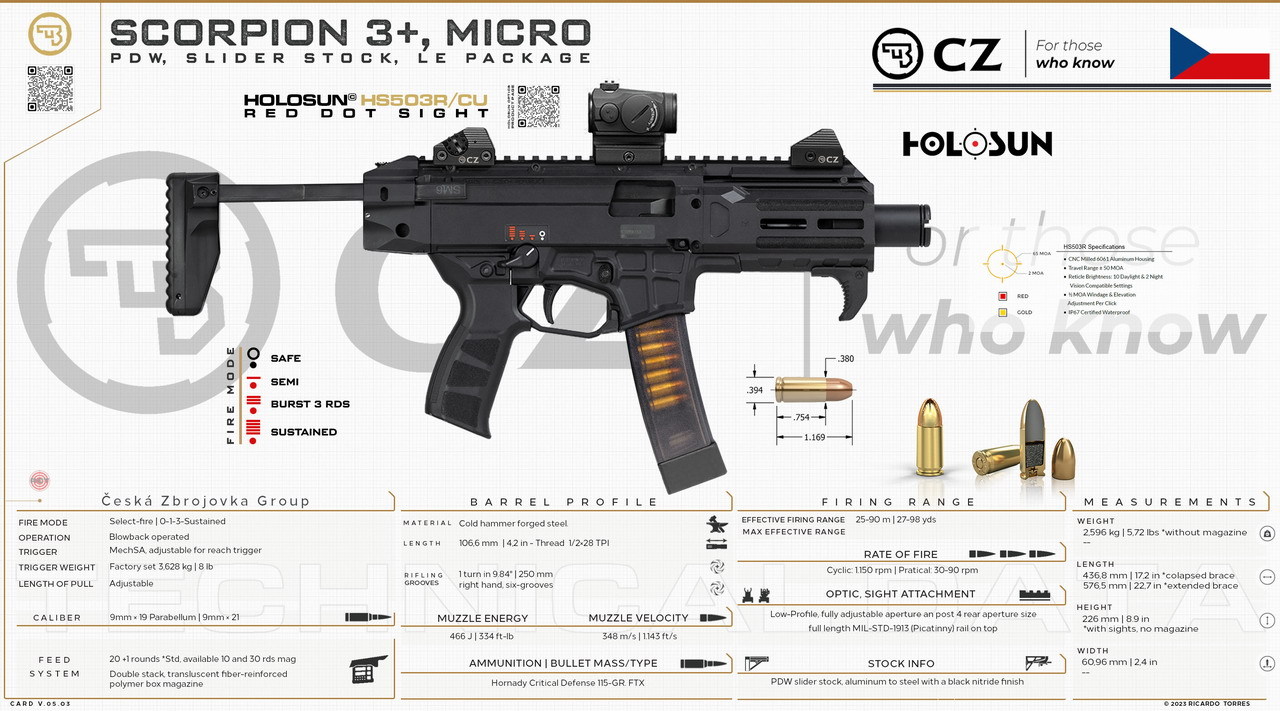 SCORPION 3+, MICRO
PDW, SLIDER STOCK, LE PACKAGE
CZ
For those
who know
HOLOSUN© HS503R/CU
RED DOT SIGHT
HOLOSUN
CZ
CZ
For those
who know
65 MOA
2 MOA
RED
GOLD
HS503R Specifications
• CNC Milled 6061 Aluminum Housing
• Travel Range ± 50 MOA
• Reticle Brightness: 10 Daylight & 2 Night
Vision Compatible Settings
• ½ MOA Windage & Elevation
Adjustment Per Click
• IP67 Certified Waterproof
FIRE MODE
SAFE
SEMI
BURST 3 RDS
SUSTAINED
.380
.394
.754
1.169
TECHNICAL DATA
Česká Zbrojovka Group
FIRE MODE Select-fire | 0-1-3-Sustained
OPERATION Blowback operated
TRIGGER MechSA, adjustable for reach trigger
TRIGGER WEIGHT Factory set 3,628 kg | 8 lb
LENGTH OF PULL Adjustable
CALIBER 9mm × 19 Parabellum | 9mm × 21
FEED SYSTEM
20 +1 rounds *Std, available 10 and 30 rds mag
Double stack, transluscent fiber-reinforced
polymer box magazine
BARREL PROFILE
MATERIAL Cold hammer forged steel.
LENGTH 106,6 mm | 4,2 in - Thread 1/2×28 TPI
RIFLING GROOVES
1 turn in 9.84" | 250 mm
right hand, six-grooves
MUZZLE ENERGY
466 J | 334 ft-lb
MUZZLE VELOCITY
348 m/s | 1.143 ft/s
AMMUNITION | BULLET MASS/TYPE
Hornady Critical Defense 115-GR. FTX
FIRING RANGE
EFFECTIVE FIRING RANGE 25-90 m | 27-98 yds
MAX EFFECTIVE RANGE
RATE OF FIRE
Cyclic: 1.150 rpm | Pratical: 30-90 rpm
OPTIC, SIGHT ATTACHMENT
Low-Profile, fully adjustable aperture an post 4 rear aperture size
full length MIL-STD-1913 (Picatinny) rail on top
STOCK INFO
PDW slider stock, aluminum to steel with a black nitride finish
MEASUREMENTS
WEIGHT
2,596 kg | 5,72 lbs *without magazine
--
LENGTH
436,8 mm | 17,2 in *colapsed brace
576,5 mm | 22,7 in *extended brace
HEIGHT
226 mm | 8.9 in
*with sights, no magazine
WIDTH
60,96 mm | 2,4 in
--
CARD V.05.03
© 2023 RICARDO TORRES